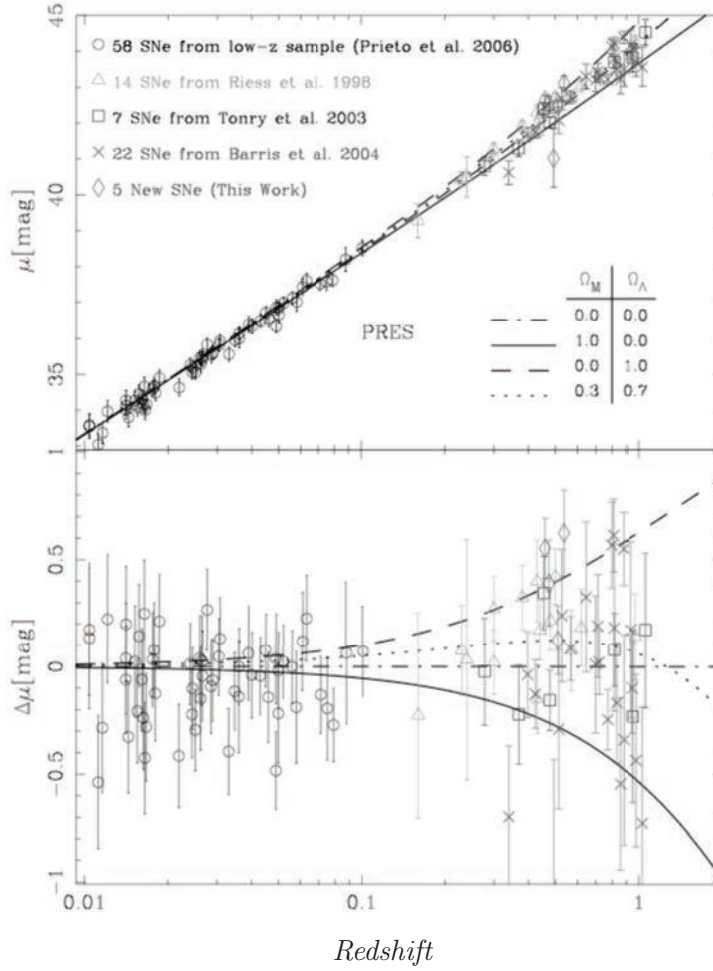 45
58 SNe from low-z sample (Prieto et al. 2006)
14 SNe from Riess et al. 1998
7 SNe from Tonry et al. 2003
22 SNe from Barris et al. 2004
5 New SNe (This Work)
40
μ[mag]
PRES
Ω_M Ω_Λ
0.0 0.0
1.0 0.0
0.0 1.0
0.3 0.7
35
1
0.5
Δμ[mag]
0
-0.5
-1
0.01 0.1 1
Redshift